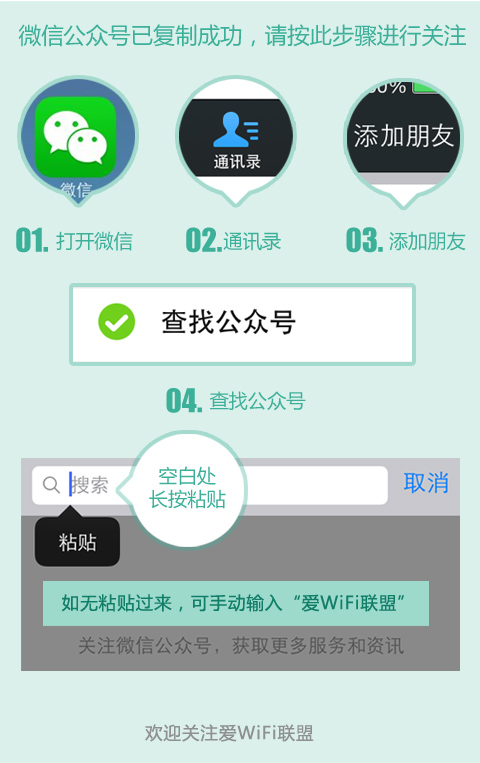 微信公众号已复制成功，请按此步骤进行关注
微信
通讯录
80%
添加朋友
01. 打开微信
02.通讯录
03. 添加朋友
查找公众号
04. 查找公众号
空白处
长按粘贴
搜索
取消
粘贴
如无粘贴过来，可手动输入“爱WiFi联盟”
关注微信公众号，获取更多服务和资讯
欢迎关注爱WiFi联盟